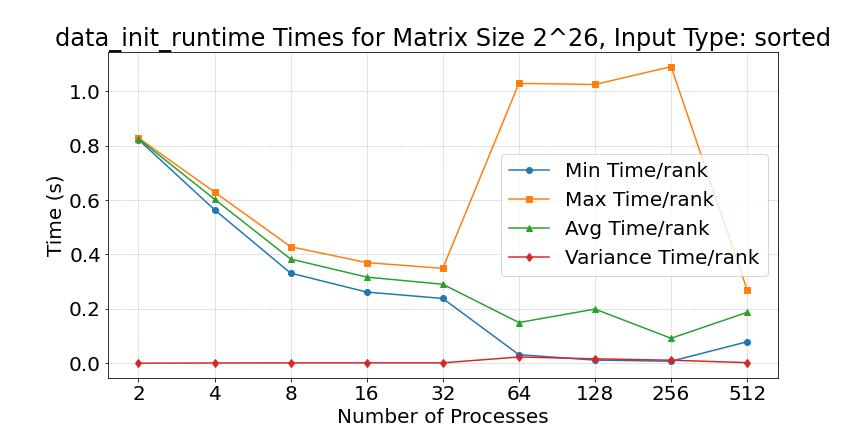 data_init_runtime Times for Matrix Size 2^26, Input Type: sorted
Time (s)
1.0
0.8
0.6
0.4
0.2
0.0
Min Time/rank
Max Time/rank
Avg Time/rank
Variance Time/rank
2 4 8 16 32 64 128 256 512
Number of Processes